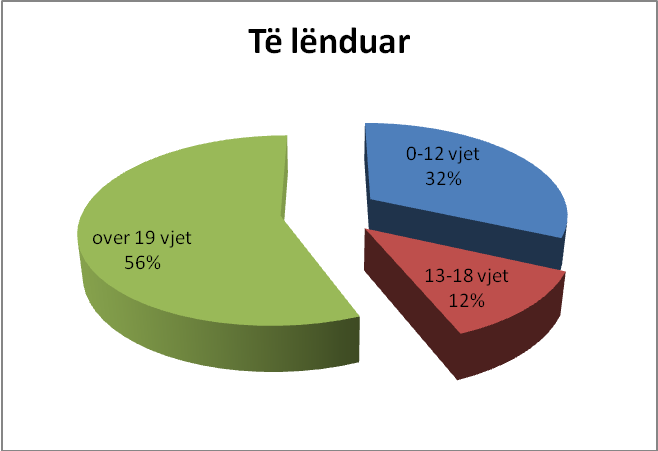 Të lënduar
0-12 vjet
32%
over 19 vjet
56%
13-18 vjet
12%